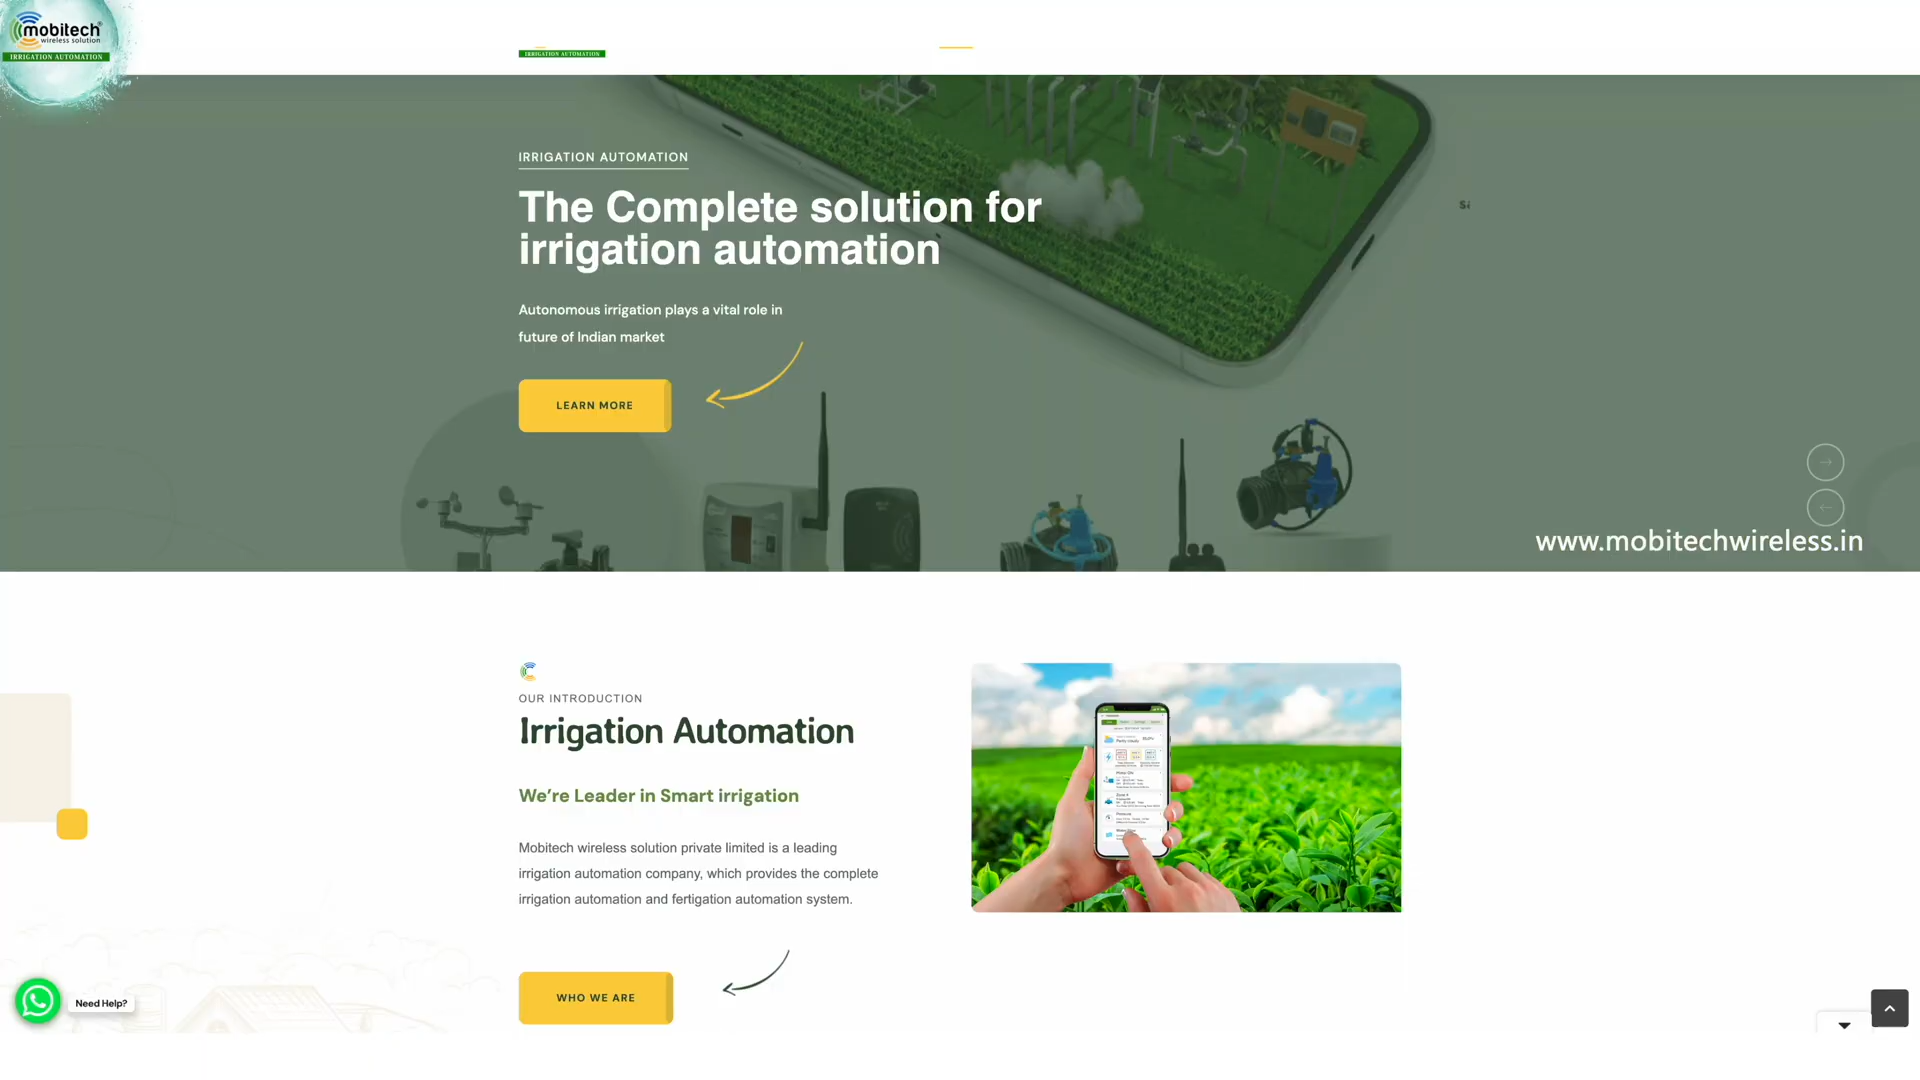 mobitech
wireless solution
IRRIGATION AUTOMATION
IRRIGATION AUTOMATION
IRRIGATION AUTOMATION
The Complete solution for
irrigation automation
Autonomous irrigation plays a vital role in
future of Indian market
LEARN MORE
www.mobitechwireless.in
OUR INTRODUCTION
Irrigation Automation
We're Leader in Smart irrigation
Mobitech wireless solution private limited is a leading
irrigation automation company, which provides the complete
irrigation automation and fertigation automation system.
WHO WE ARE
Need Help?